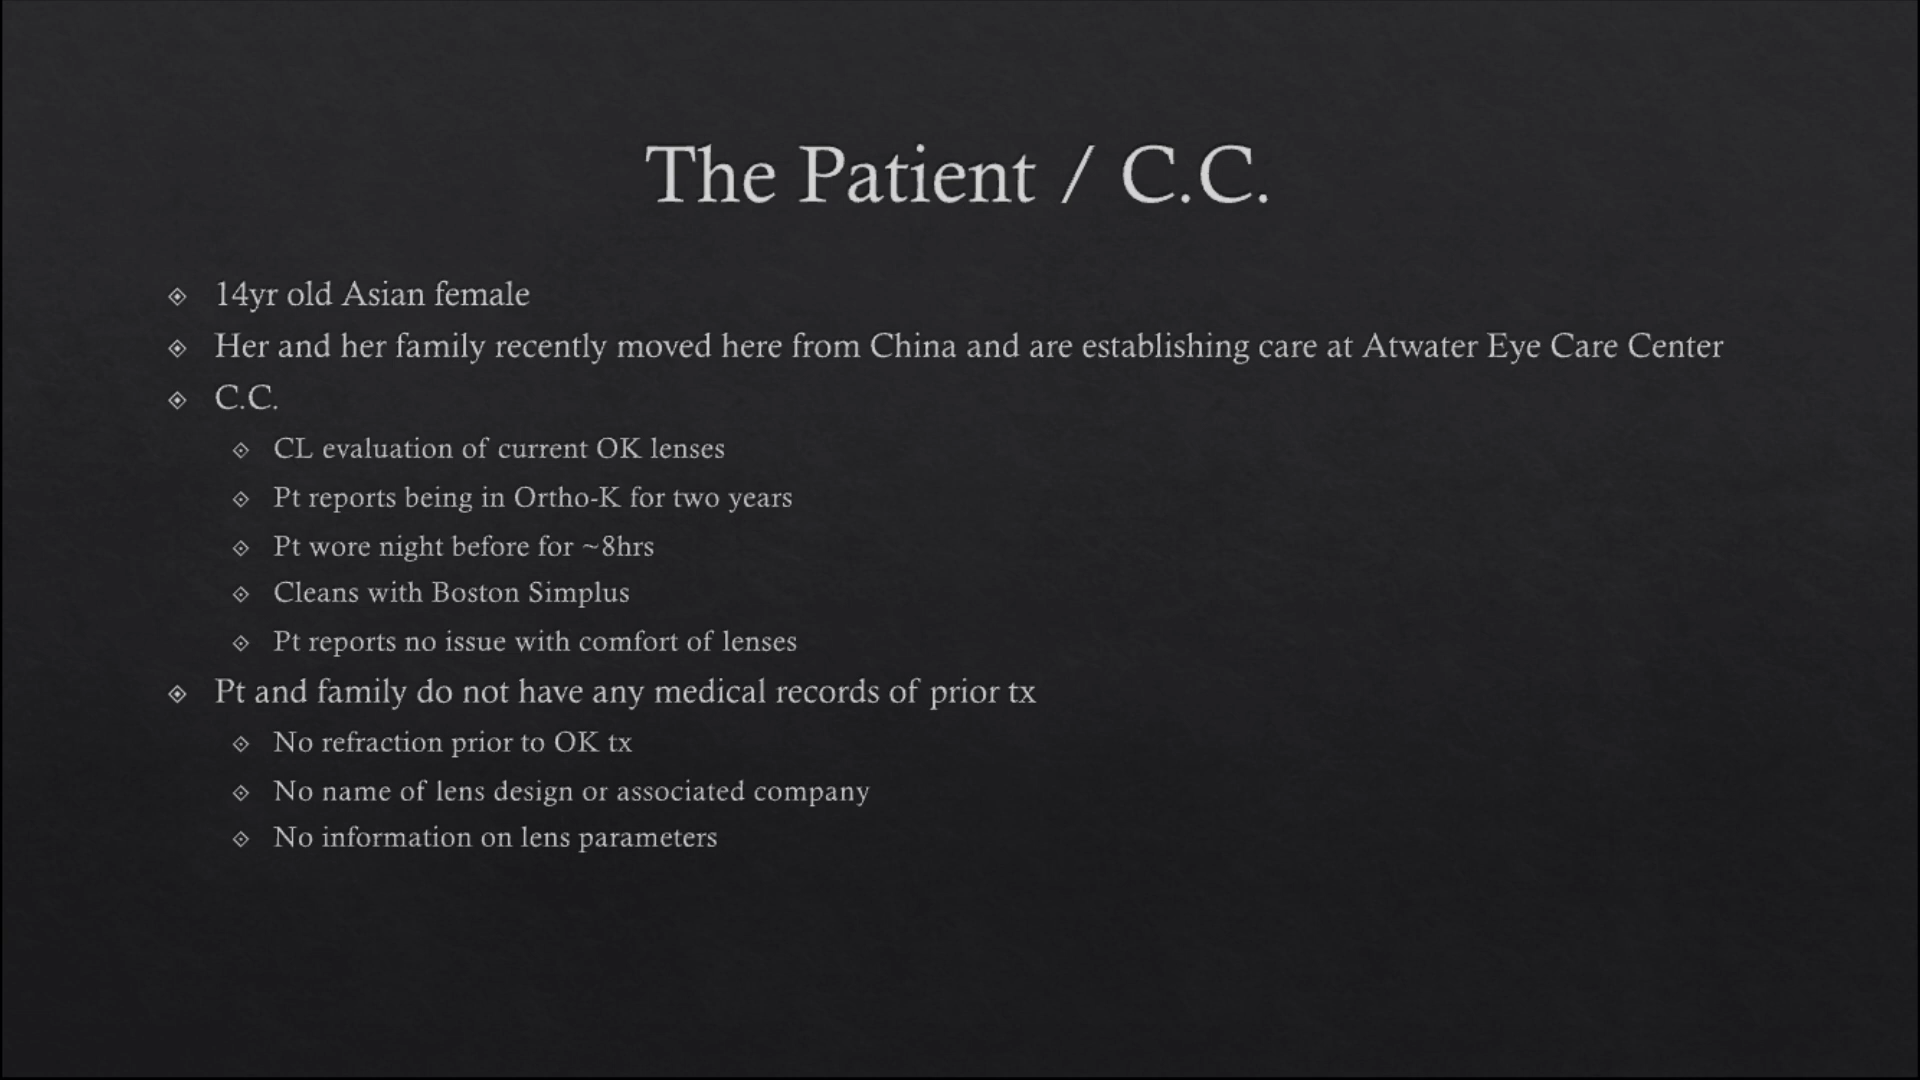 The Patient / C.C.
14yr old Asian female
Her and her family recently moved here from China and are establishing care at Atwater Eye Care Center
C.C.
CL evaluation of current OK lenses
Pt reports being in Ortho-K for two years
Pt wore night before for ~8hrs
Cleans with Boston Simplus
Pt reports no issue with comfort of lenses
Pt and family do not have any medical records of prior tx
No refraction prior to OK tx
No name of lens design or associated company
No information on lens parameters